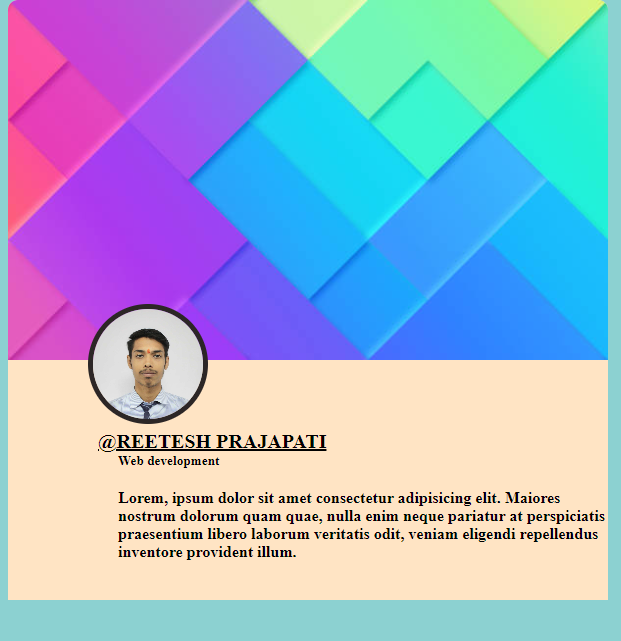 @REETESH PRAJAPATI
Web development
Lorem, ipsum dolor sit amet consectetur adipisicing elit. Maiores
nostrum dolorum quam quae, nulla enim neque pariatur at perspiciatis
praesentium libero laborum veritatis odit, veniam eligendi repellendus
inventore provident illum.